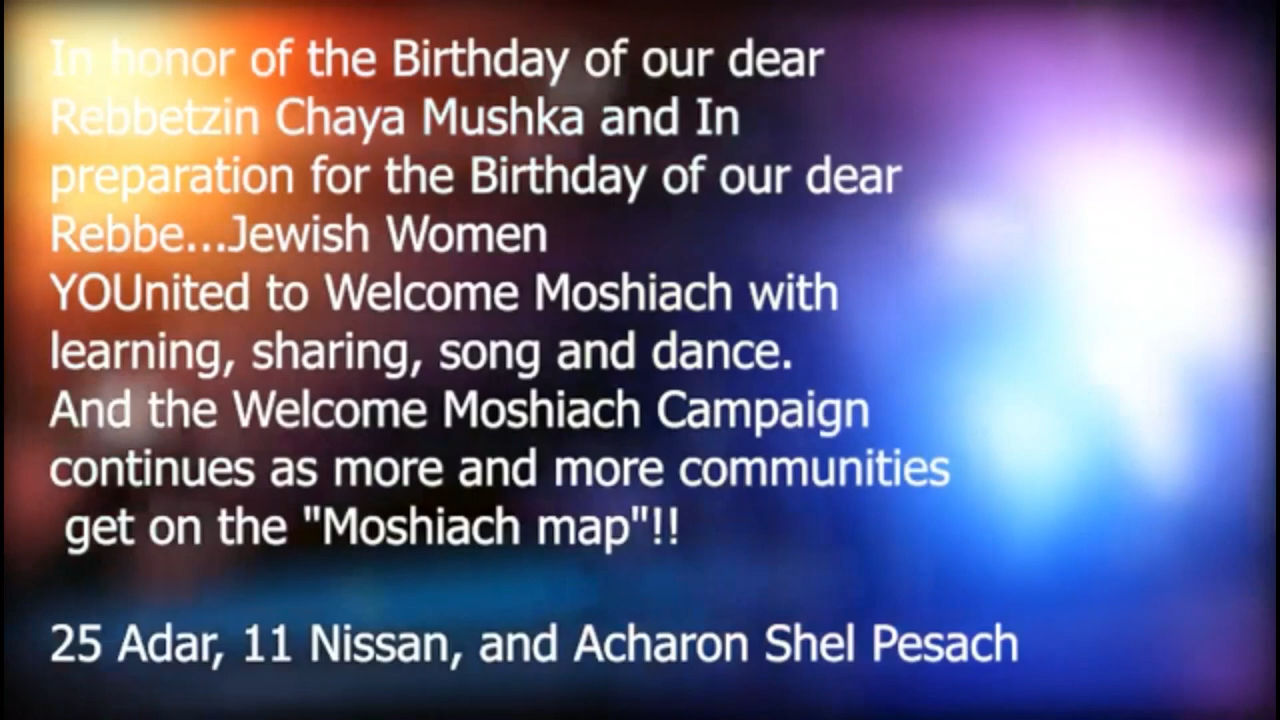 In honor of the Birthday of our dear
Rebbetzin Chaya Mushka and In
preparation for the Birthday of our dear
Rebbe...Jewish Women
YOUnited to Welcome Moshiach with
learning, sharing, song and dance.
And the Welcome Moshiach Campaign
continues as more and more communities
get on the "Moshiach map"!!
25 Adar, 11 Nissan, and Acharon Shel Pesach